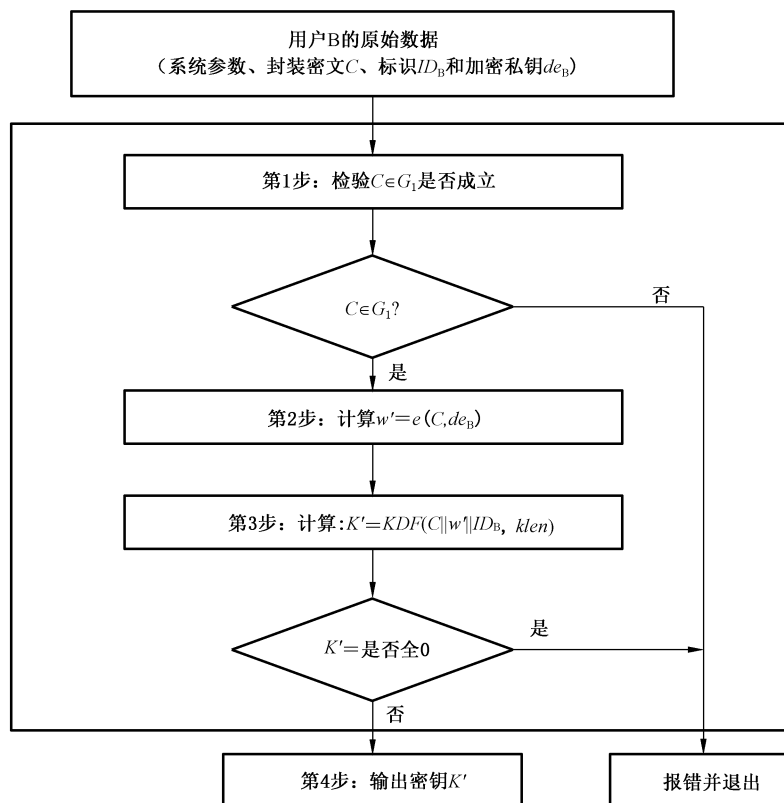 用户B的原始数据
（系统参数、封装密文C、标识ID_B和加密私钥de_B）
第1步：检验C∈G₁是否成立
C∈G₁?
否
是
第2步：计算w′=e(C,de_B)
第3步：计算:K′=KDF(C||w′||ID_B, klen)
K′=是否全0
是
否
第4步：输出密钥K′
报错并退出